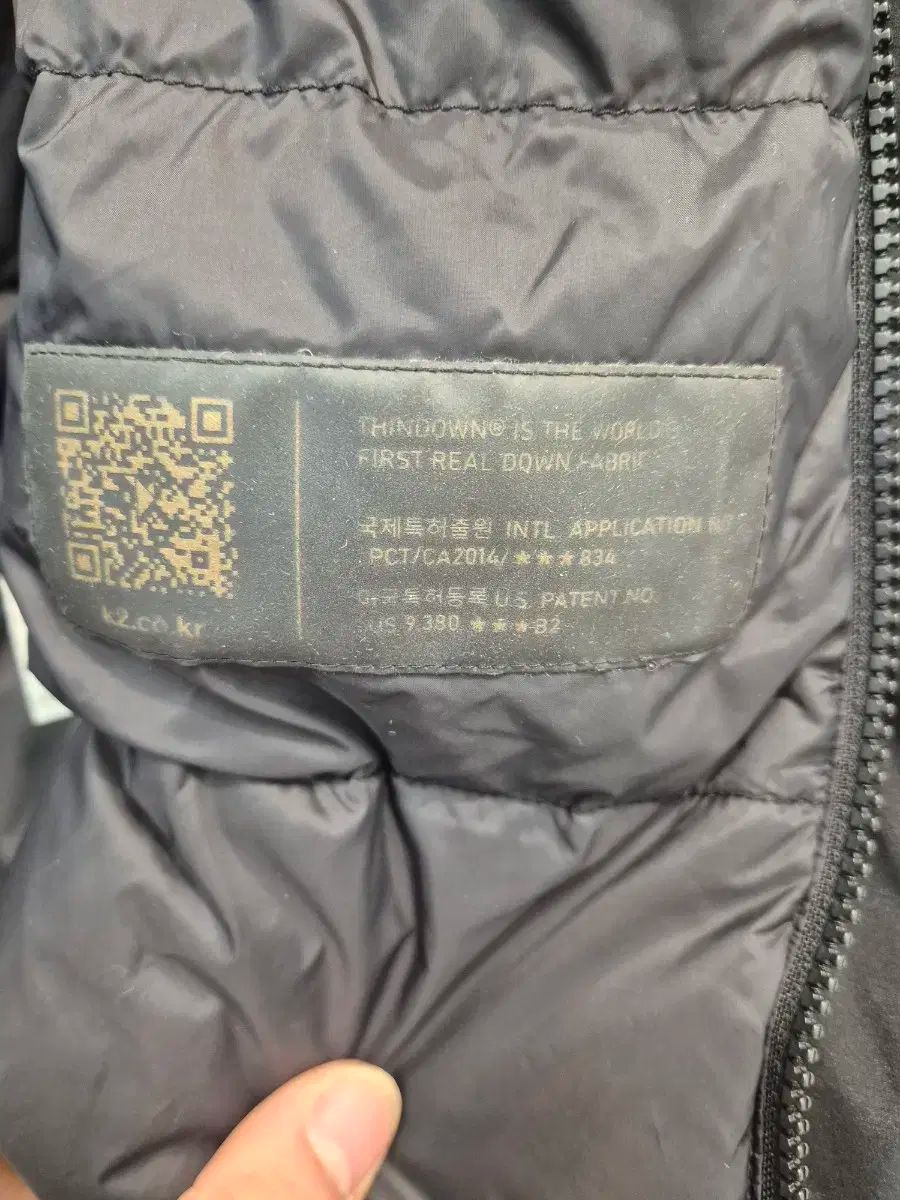 THINDOWN® IS THE WORLD'S
FIRST REAL DOWN FABRIC
국제특허출원 INTL. APPLICATION NO
PCT/CA2014/★★★834
미국특허등록 U.S. PATENT NO.
US 9 380 ★★★B2
k2.co.kr